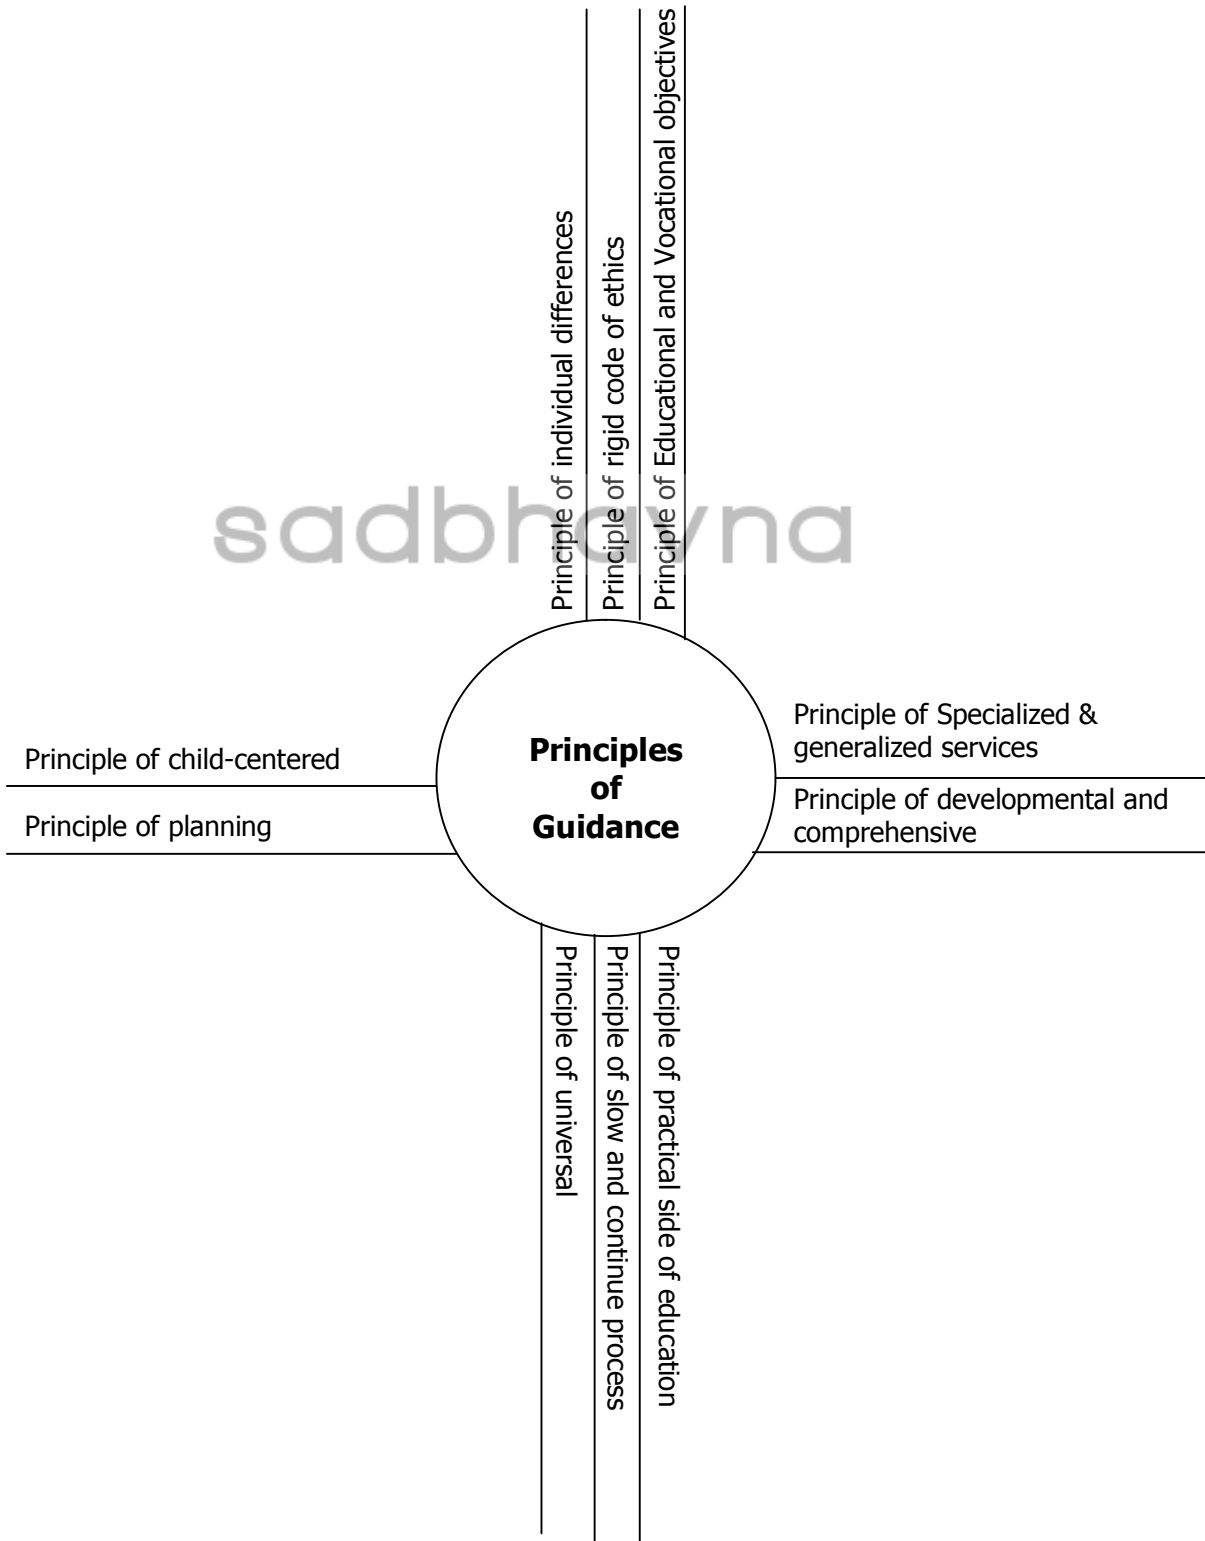 Principle of individual differences
Principle of rigid code of ethics
Principle of Educational and Vocational objectives
sadbhavna
Principle of child-centered
Principle of planning
Principles
of
Guidance
Principle of Specialized &
generalized services
Principle of developmental and
comprehensive
Principle of universal
Principle of slow and continue process
Principle of practical side of education